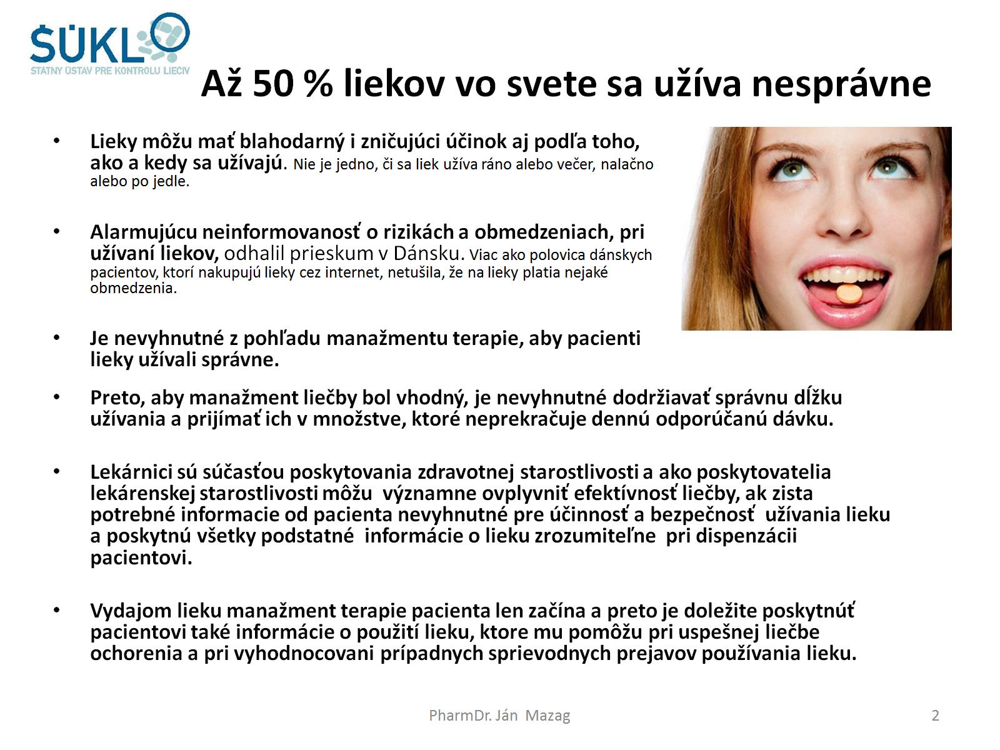 ŠÚKL
ŠTÁTNY ÚSTAV PRE KONTROLU LIEČIV
Až 50 % liekov vo svete sa užíva nesprávne
• Lieky môžu mať blahodarný i zničujúci účinok aj podľa toho,
ako a kedy sa užívajú. Nie je jedno, či sa liek užíva ráno alebo večer, nalačno
alebo po jedle.
• Alarmujúcu neinformovanosť o rizikách a obmedzeniach, pri
užívaní liekov, odhalil prieskum v Dánsku. Viac ako polovica dánskych
pacientov, ktorí nakupujú lieky cez internet, netušila, že na lieky platia nejaké
obmedzenia.
• Je nevyhnutné z pohľadu manažmentu terapie, aby pacienti
lieky užívali správne.
• Preto, aby manažment liečby bol vhodný, je nevyhnutné dodržiavať správnu dĺžku
užívania a prijímať ich v množstve, ktoré neprekračuje dennú odporúčanú dávku.
• Lekárnici sú súčasťou poskytovania zdravotnej starostlivosti a ako poskytovatelia
lekárenskej starostlivosti môžu významne ovplyvniť efektívnosť liečby, ak zista
potrebné informacie od pacienta nevyhnutné pre účinnosť a bezpečnosť užívania lieku
a poskytnú všetky podstatné informácie o lieku zrozumiteľne pri dispenzácii
pacientovi.
• Vydajom lieku manažment terapie pacienta len začína a preto je doležite poskytnúť
pacientovi také informácie o použití lieku, ktore mu pomôžu pri uspešnej liečbe
ochorenia a pri vyhodnocovani prípadnych sprievodnych prejavov používania lieku.
PharmDr. Ján Mazag
2